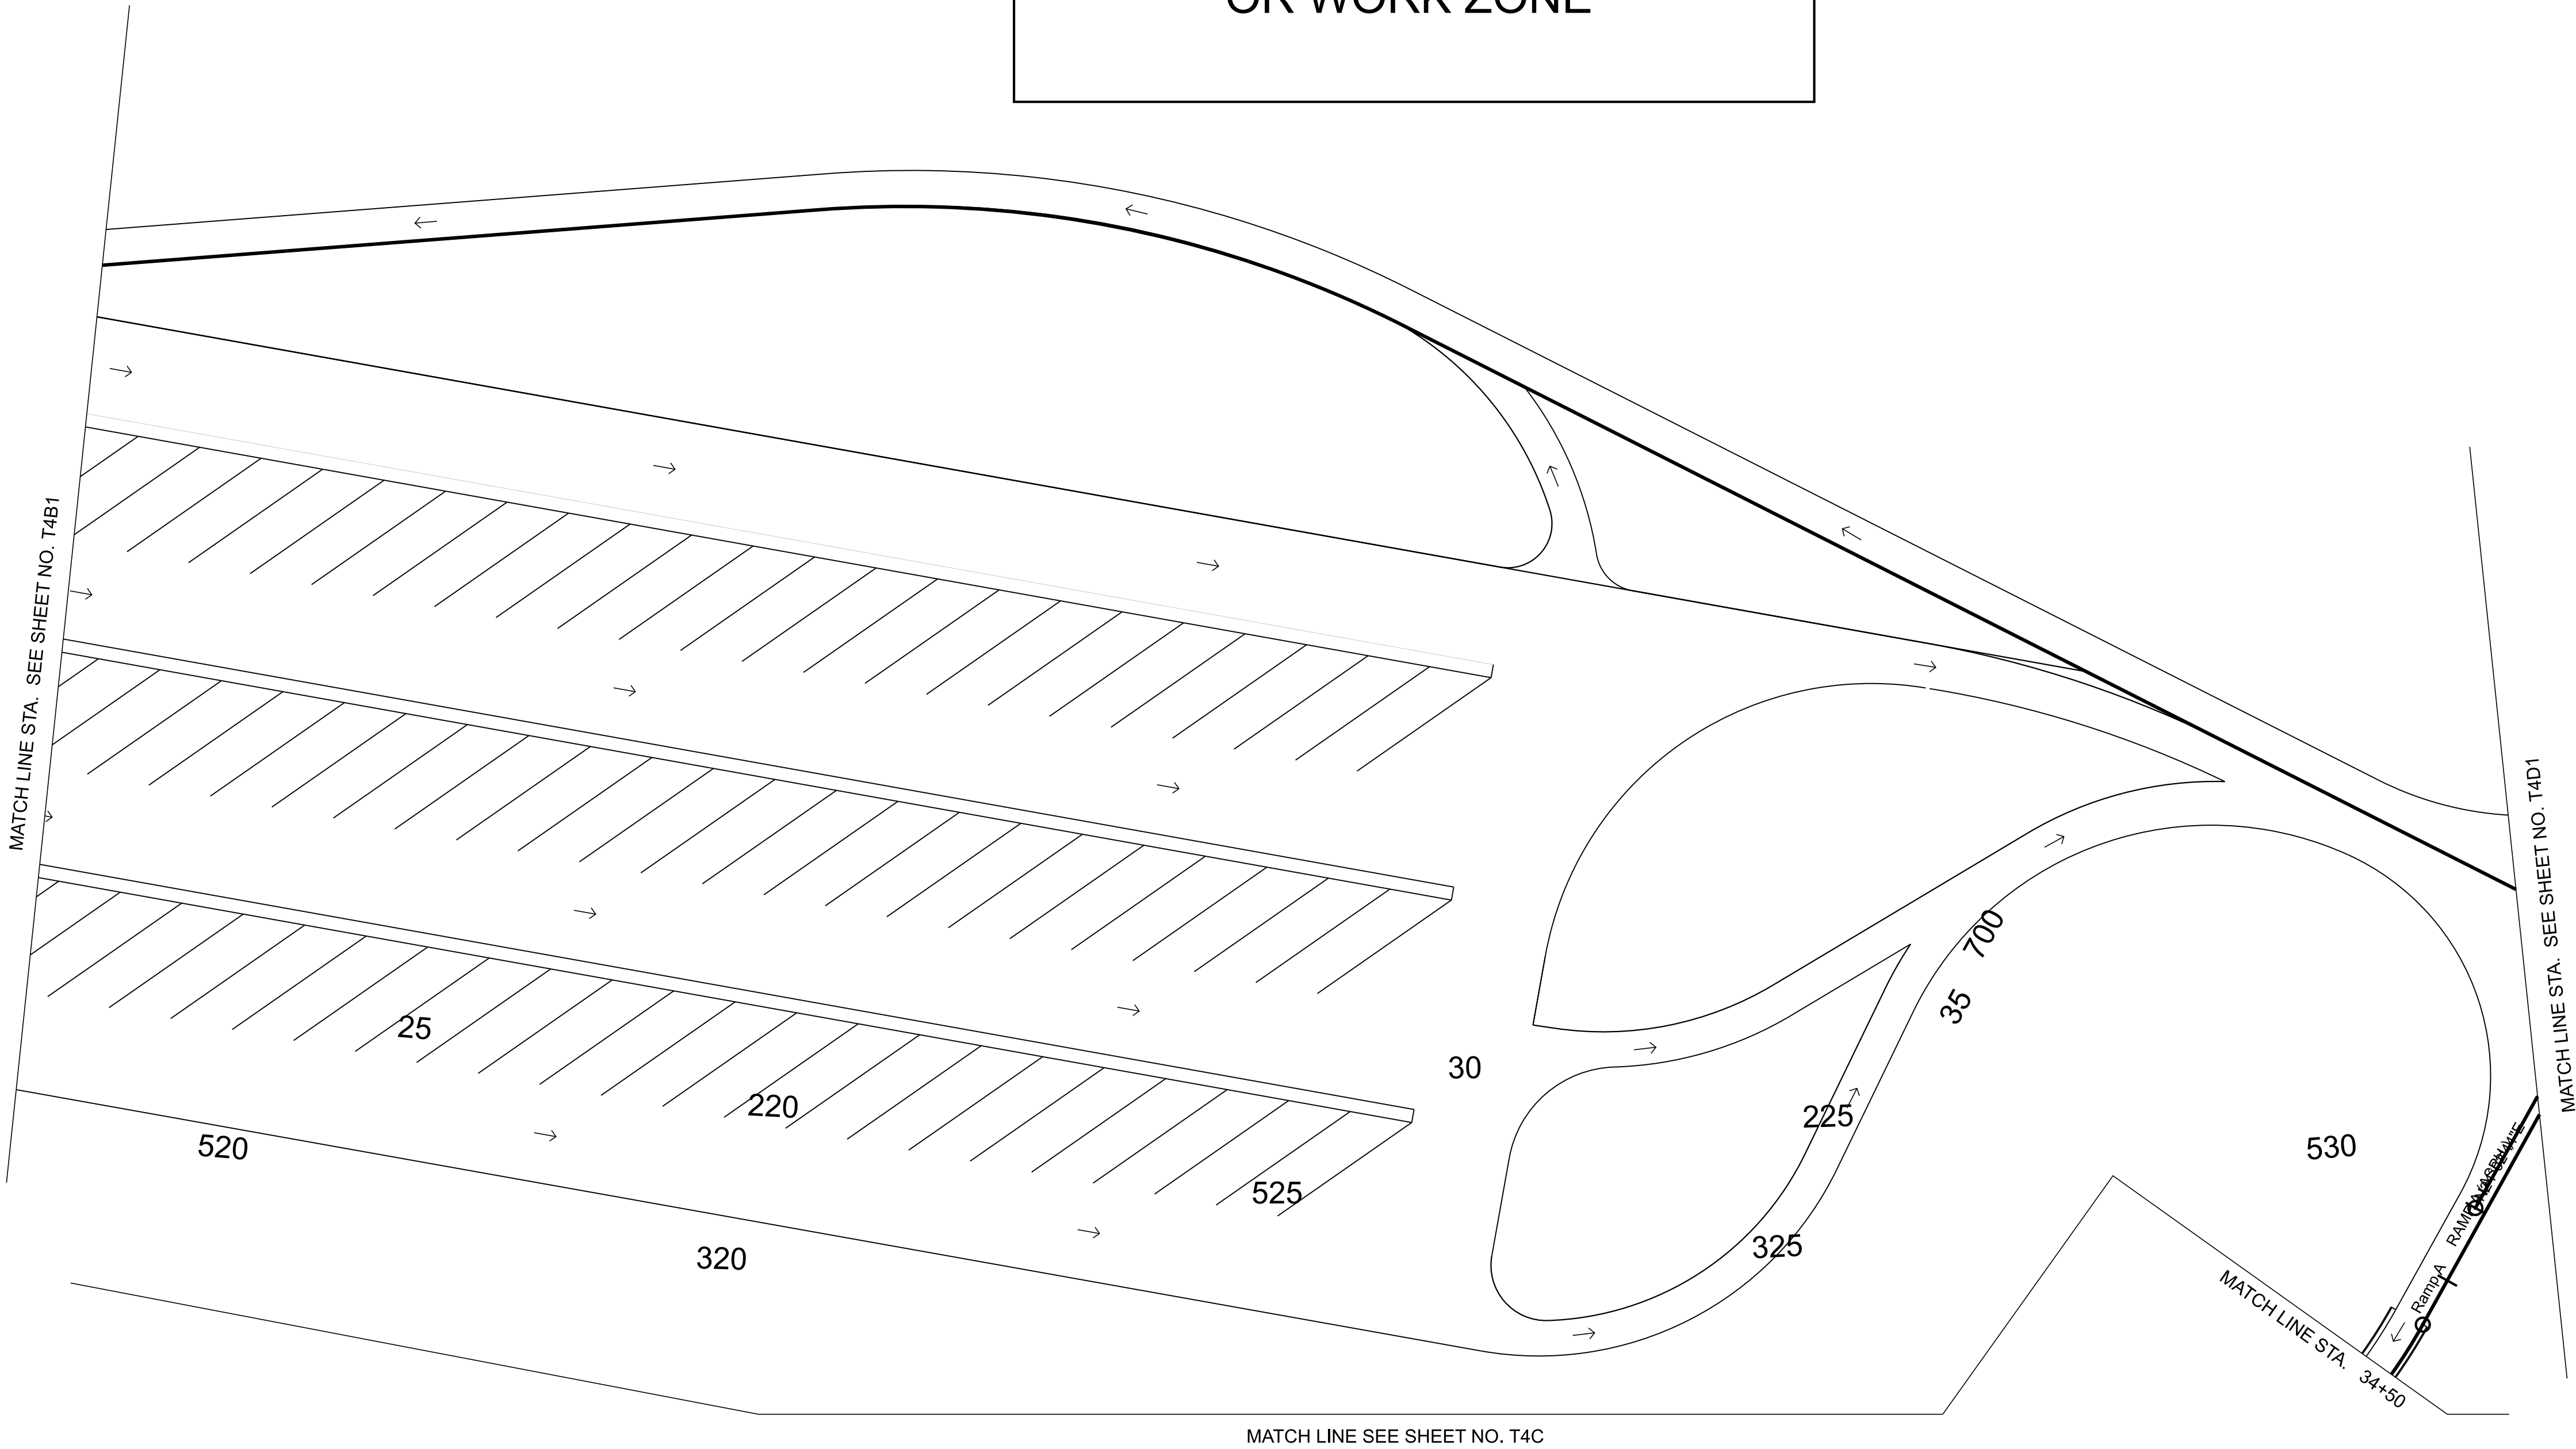 OR WORK ZONE
MATCH LINE STA. SEE SHEET NO. T4B1
MATCH LINE STA. SEE SHEET NO. T4D1
700
35
25
30
220
225
520
530
525
320
325
Ramp A
MATCH LINE STA. 34+50
MATCH LINE SEE SHEET NO. T4C